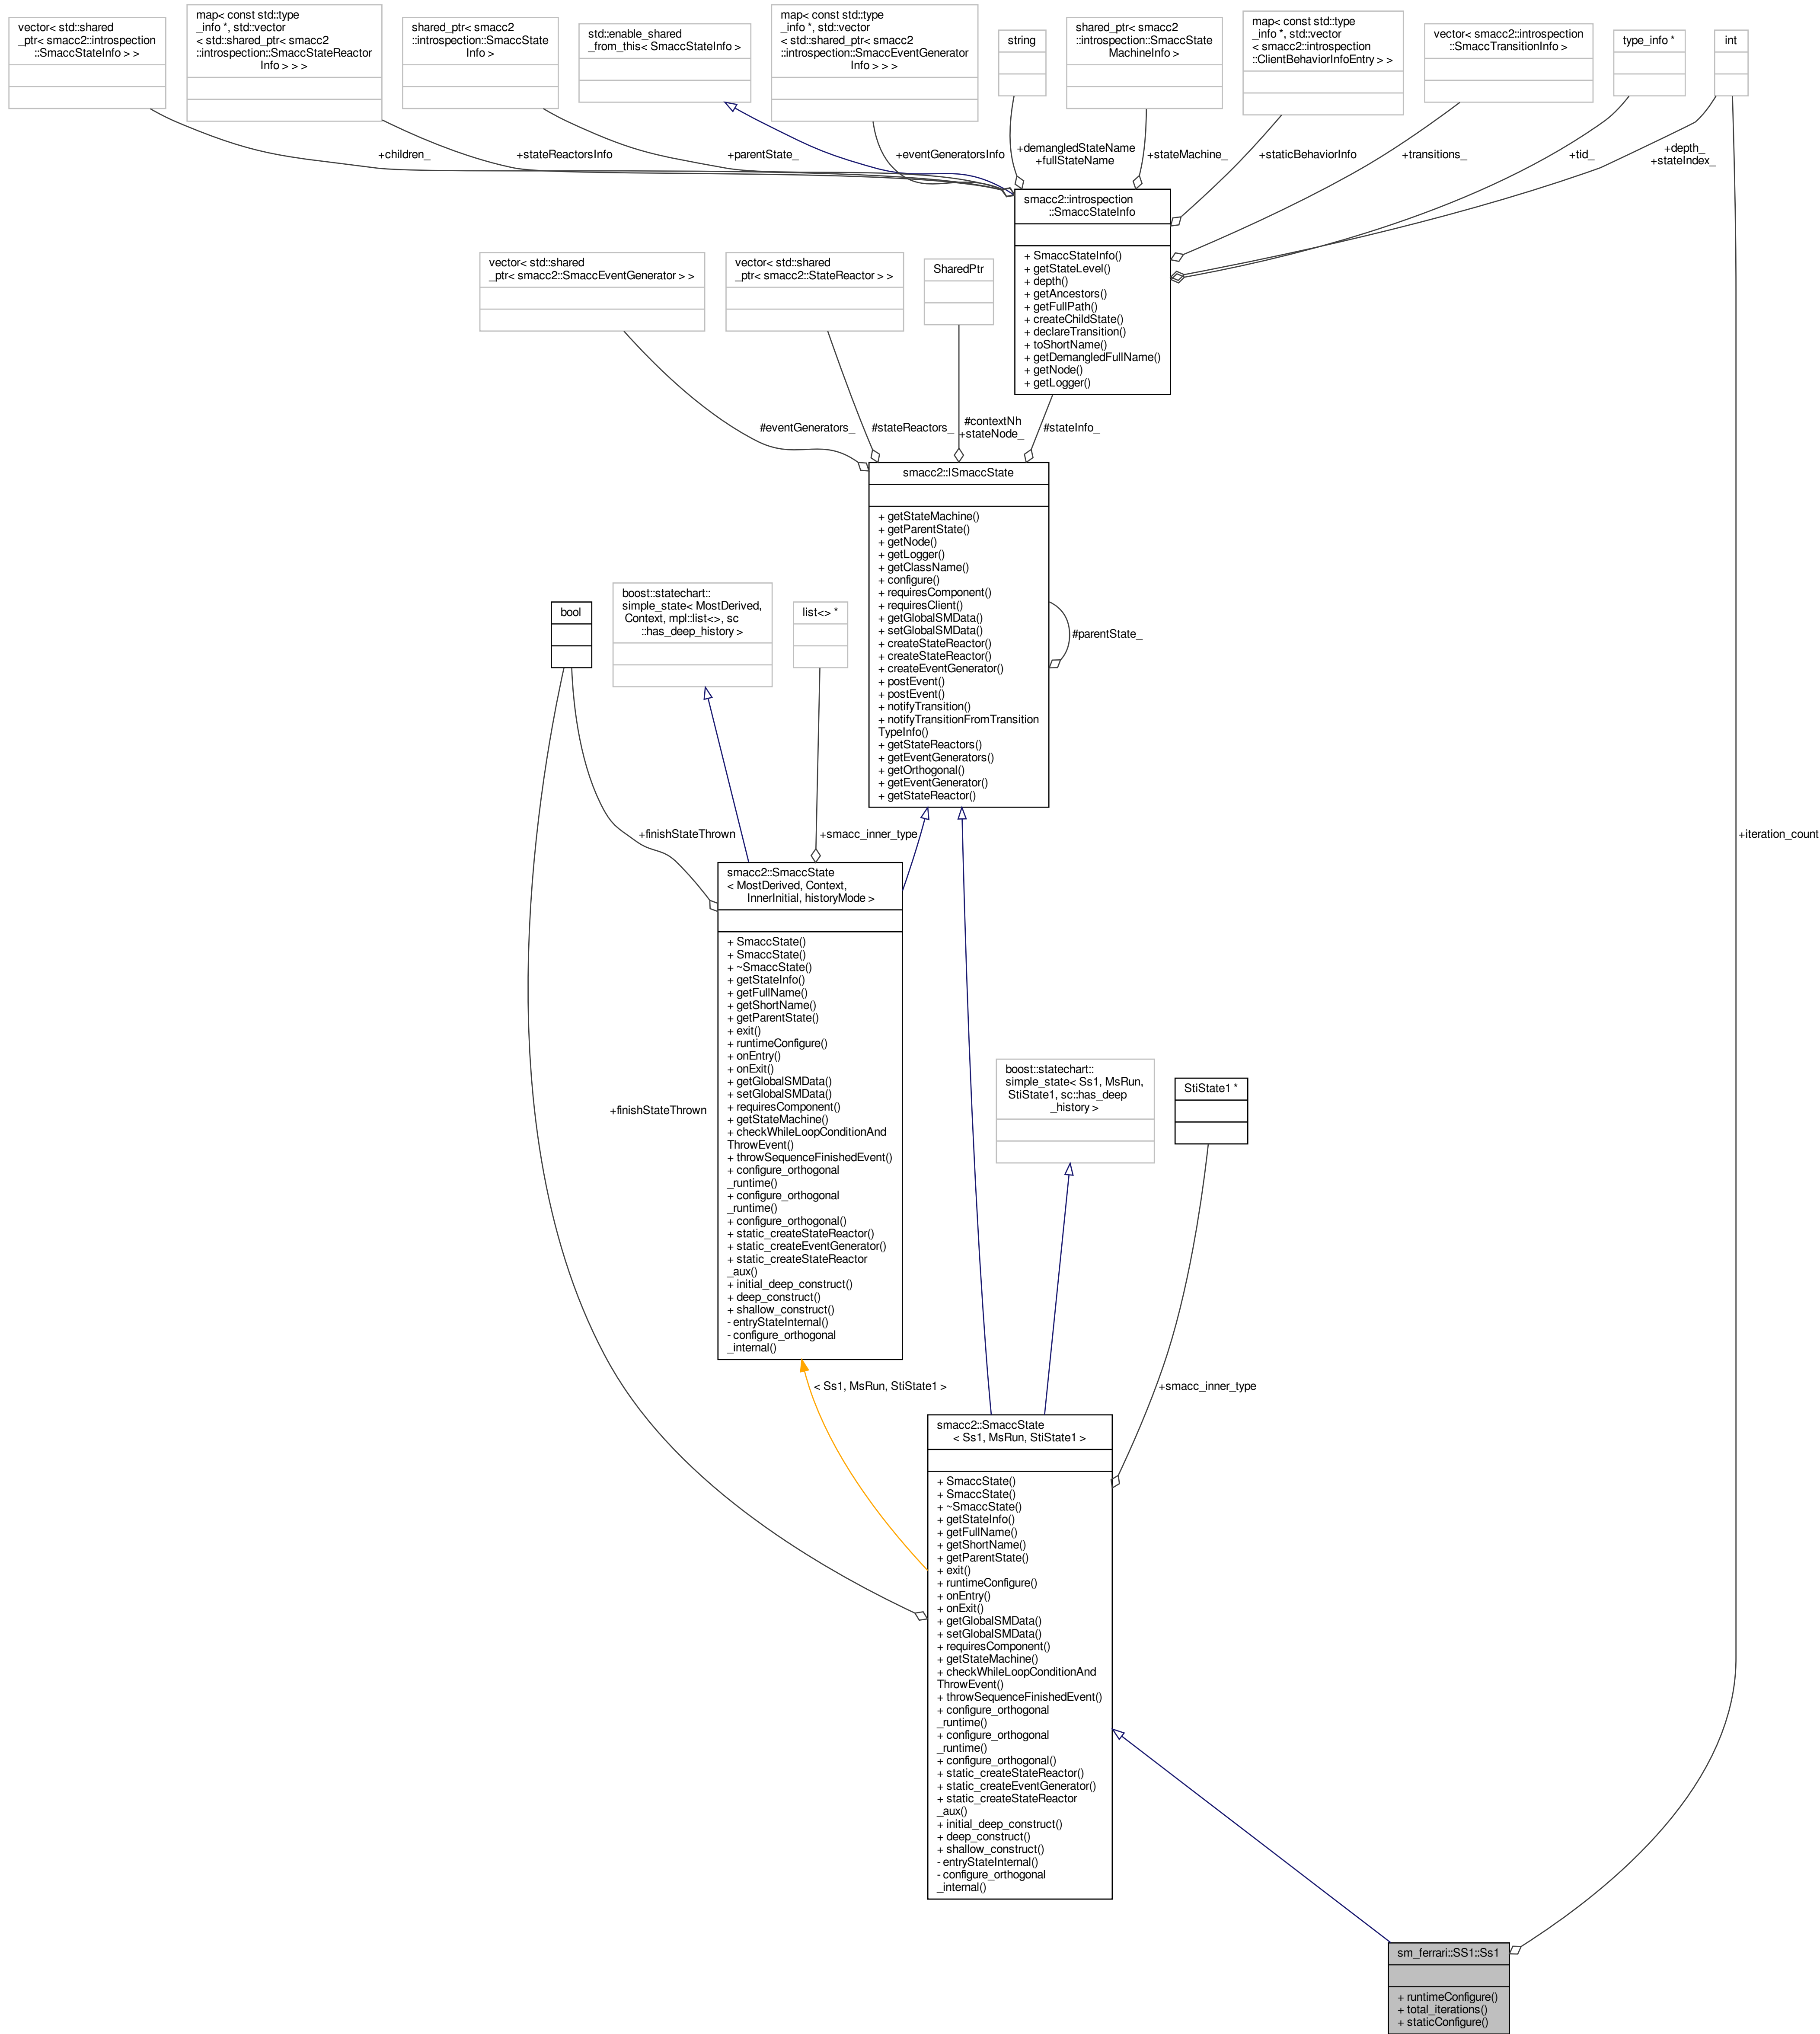 vector< std::shared
_ptr< smacc2::introspection
::SmaccStateInfo > >
map< const std::type
_info *, std::vector
< std::shared_ptr< smacc2
::introspection::SmaccStateReactor
Info > > >
shared_ptr< smacc2
::introspection::SmaccState
Info >
std::enable_shared
_from_this< SmaccStateInfo >
map< const std::type
_info *, std::vector
< std::shared_ptr< smacc2
::introspection::SmaccEventGenerator
Info > > >
string
shared_ptr< smacc2
::introspection::SmaccState
MachineInfo >
map< const std::type
_info *, std::vector
< smacc2::introspection
::ClientBehaviorInfoEntry > >
vector< smacc2::introspection
::SmaccTransitionInfo >
type_info *
int
+children_
+stateReactorsInfo
+parentState_
+eventGeneratorsInfo
+demangledStateName
+fullStateName
+stateMachine_
+staticBehaviorInfo
+transitions_
+tid_
+depth_
+stateIndex_
smacc2::introspection
::SmaccStateInfo
+ SmaccStateInfo()
+ getStateLevel()
+ depth()
+ getAncestors()
+ getFullPath()
+ createChildState()
+ declareTransition()
+ toShortName()
+ getDemangledFullName()
+ getNode()
+ getLogger()
vector< std::shared
_ptr< smacc2::SmaccEventGenerator > >
vector< std::shared
_ptr< smacc2::StateReactor > >
SharedPtr
#eventGenerators_
#stateReactors_
#contextNh
+stateNode_
#stateInfo_
smacc2::ISmaccState
+ getStateMachine()
+ getParentState()
+ getNode()
+ getLogger()
+ getClassName()
+ configure()
+ requiresComponent()
+ requiresClient()
+ getGlobalSMData()
+ setGlobalSMData()
+ createStateReactor()
+ createStateReactor()
+ createEventGenerator()
+ postEvent()
+ postEvent()
+ notifyTransition()
+ notifyTransitionFromTransition
TypeInfo()
+ getStateReactors()
+ getEventGenerators()
+ getOrthogonal()
+ getEventGenerator()
+ getStateReactor()
#parentState_
bool
boost::statechart::
simple_state< MostDerived,
Context, mpl::list<>, sc
::has_deep_history >
list<> *
+finishStateThrown
+smacc_inner_type
+iteration_count
smacc2::SmaccState
< MostDerived, Context,
InnerInitial, historyMode >
+ SmaccState()
+ SmaccState()
+ ~SmaccState()
+ getStateInfo()
+ getFullName()
+ getShortName()
+ getParentState()
+ exit()
+ runtimeConfigure()
+ onEntry()
+ onExit()
+ getGlobalSMData()
+ setGlobalSMData()
+ requiresComponent()
+ getStateMachine()
+ checkWhileLoopConditionAnd
ThrowEvent()
+ throwSequenceFinishedEvent()
+ configure_orthogonal
_runtime()
+ configure_orthogonal
_runtime()
+ configure_orthogonal()
+ static_createStateReactor()
+ static_createEventGenerator()
+ static_createStateReactor
_aux()
+ initial_deep_construct()
+ deep_construct()
+ shallow_construct()
- entryStateInternal()
- configure_orthogonal
_internal()
+finishStateThrown
boost::statechart::
simple_state< Ss1, MsRun,
StiState1, sc::has_deep
_history >
StiState1 *
< Ss1, MsRun, StiState1 >
+smacc_inner_type
smacc2::SmaccState
< Ss1, MsRun, StiState1 >
+ SmaccState()
+ SmaccState()
+ ~SmaccState()
+ getStateInfo()
+ getFullName()
+ getShortName()
+ getParentState()
+ exit()
+ runtimeConfigure()
+ onEntry()
+ onExit()
+ getGlobalSMData()
+ setGlobalSMData()
+ requiresComponent()
+ getStateMachine()
+ checkWhileLoopConditionAnd
ThrowEvent()
+ throwSequenceFinishedEvent()
+ configure_orthogonal
_runtime()
+ configure_orthogonal
_runtime()
+ configure_orthogonal()
+ static_createStateReactor()
+ static_createEventGenerator()
+ static_createStateReactor
_aux()
+ initial_deep_construct()
+ deep_construct()
+ shallow_construct()
- entryStateInternal()
- configure_orthogonal
_internal()
sm_ferrari::SS1::Ss1
+ runtimeConfigure()
+ total_iterations()
+ staticConfigure()